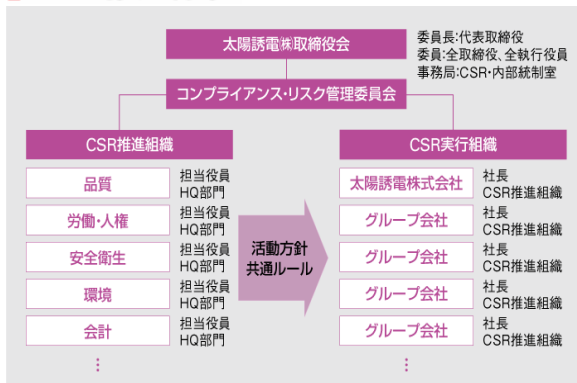 太陽誘電㈱取締役会
委員長:代表取締役
委員:全取締役、全執行役員
事務局:CSR・内部統制室
コンプライアンス・リスク管理委員会
CSR推進組織
品質
担当役員
HQ部門
労働・人権
担当役員
HQ部門
安全衛生
担当役員
HQ部門
環境
担当役員
HQ部門
会計
担当役員
HQ部門
⋮
活動方針
共通ルール
CSR実行組織
太陽誘電株式会社
社長
CSR推進組織
グループ会社
社長
CSR推進組織
グループ会社
社長
CSR推進組織
グループ会社
社長
CSR推進組織
グループ会社
社長
CSR推進組織
⋮